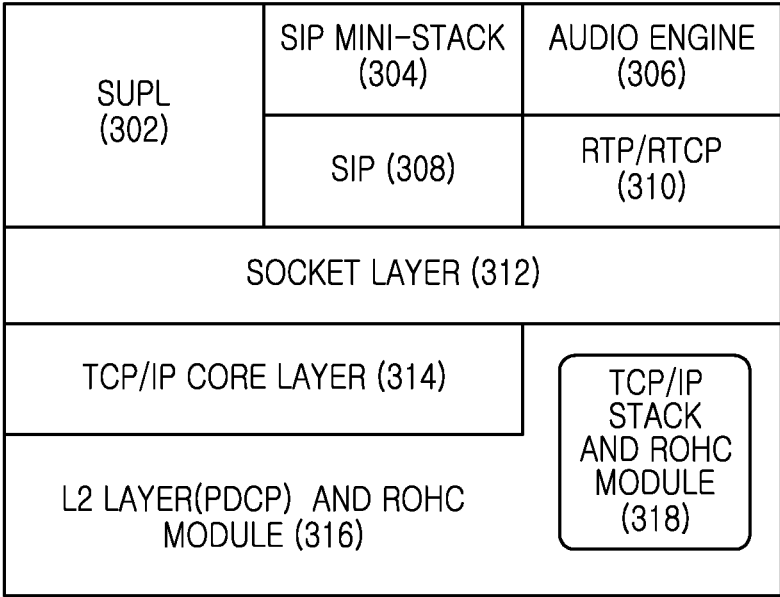 SUPL
(302)
SIP MINI-STACK
(304)
AUDIO ENGINE
(306)
SIP (308)
RTP/RTCP
(310)
SOCKET LAYER (312)
TCP/IP CORE LAYER (314)
TCP/IP
STACK
AND ROHC
MODULE
(318)
L2 LAYER(PDCP) AND ROHC
MODULE (316)